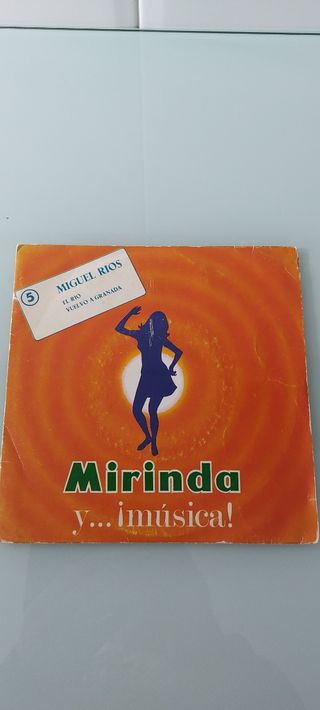 5
MIGUEL RIOS
EL RIO
VUELVO A GRANADA
Mirinda
y... ¡música!